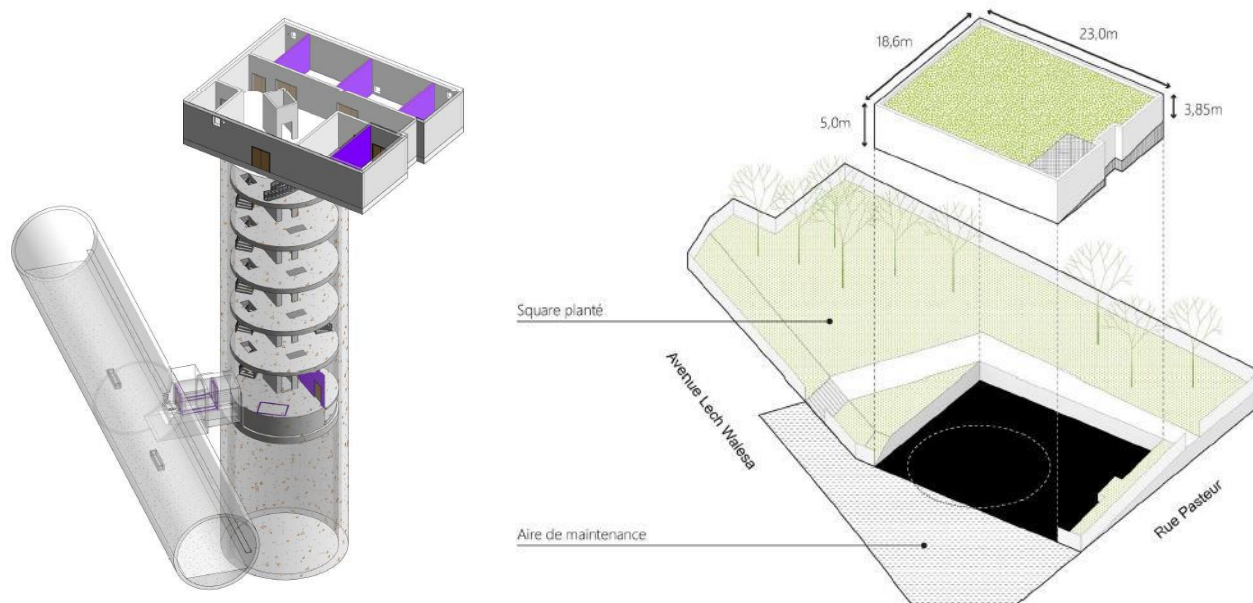 18,6m
23,0m
5,0m
3,85m
Square planté
Avenue Lech Walesa
Rue Pasteur
Aire de maintenance